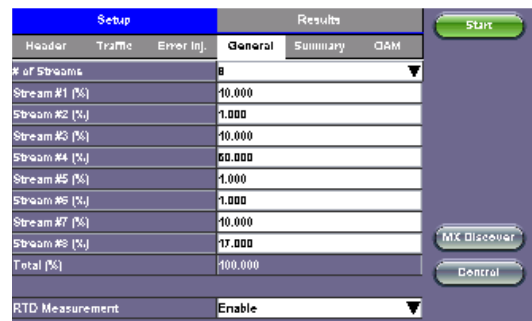 Setup
Results
Start
Header
Traffic
Error Inj.
General
Summary
OAM
# of Streams
8
Stream #1 (%)
10.000
Stream #2 (%)
1.000
Stream #3 (%)
10.000
Stream #4 (%)
50.000
Stream #5 (%)
1.000
Stream #6 (%)
1.000
Stream #7 (%)
10.000
Stream #8 (%)
17.000
MX Discover
Total (%)
100.000
Control
RTD Measurement
Enable